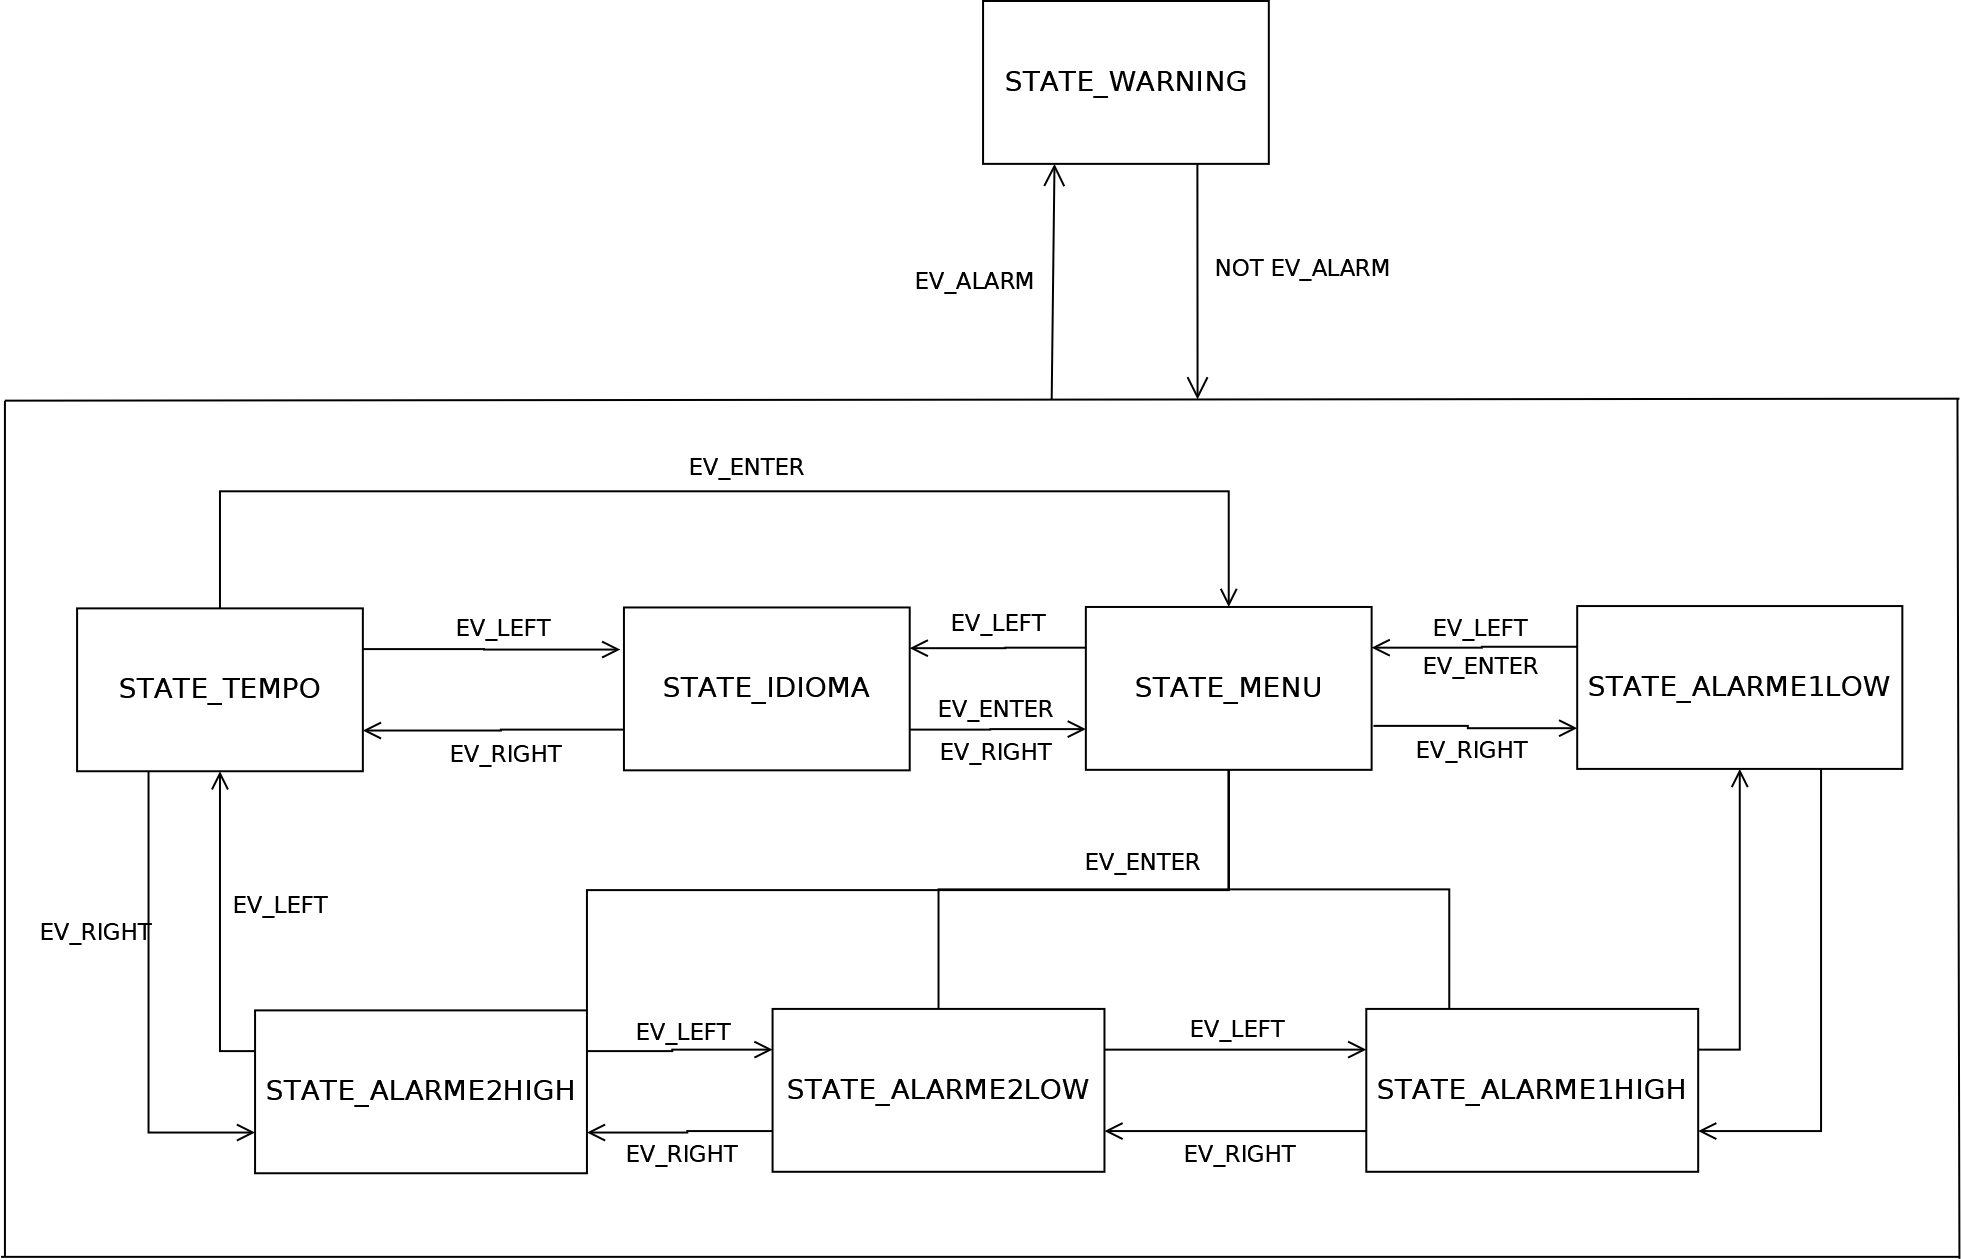 STATE_WARNING
EV_ALARM
NOT EV_ALARM
EV_ENTER
EV_LEFT
EV_LEFT
EV_LEFT
EV_ENTER
STATE_TEMPO
STATE_IDIOMA
STATE_MENU
STATE_ALARME1LOW
EV_ENTER
EV_RIGHT
EV_RIGHT
EV_RIGHT
EV_ENTER
EV_LEFT
EV_RIGHT
EV_LEFT
EV_LEFT
STATE_ALARME2HIGH
STATE_ALARME2LOW
STATE_ALARME1HIGH
EV_RIGHT
EV_RIGHT